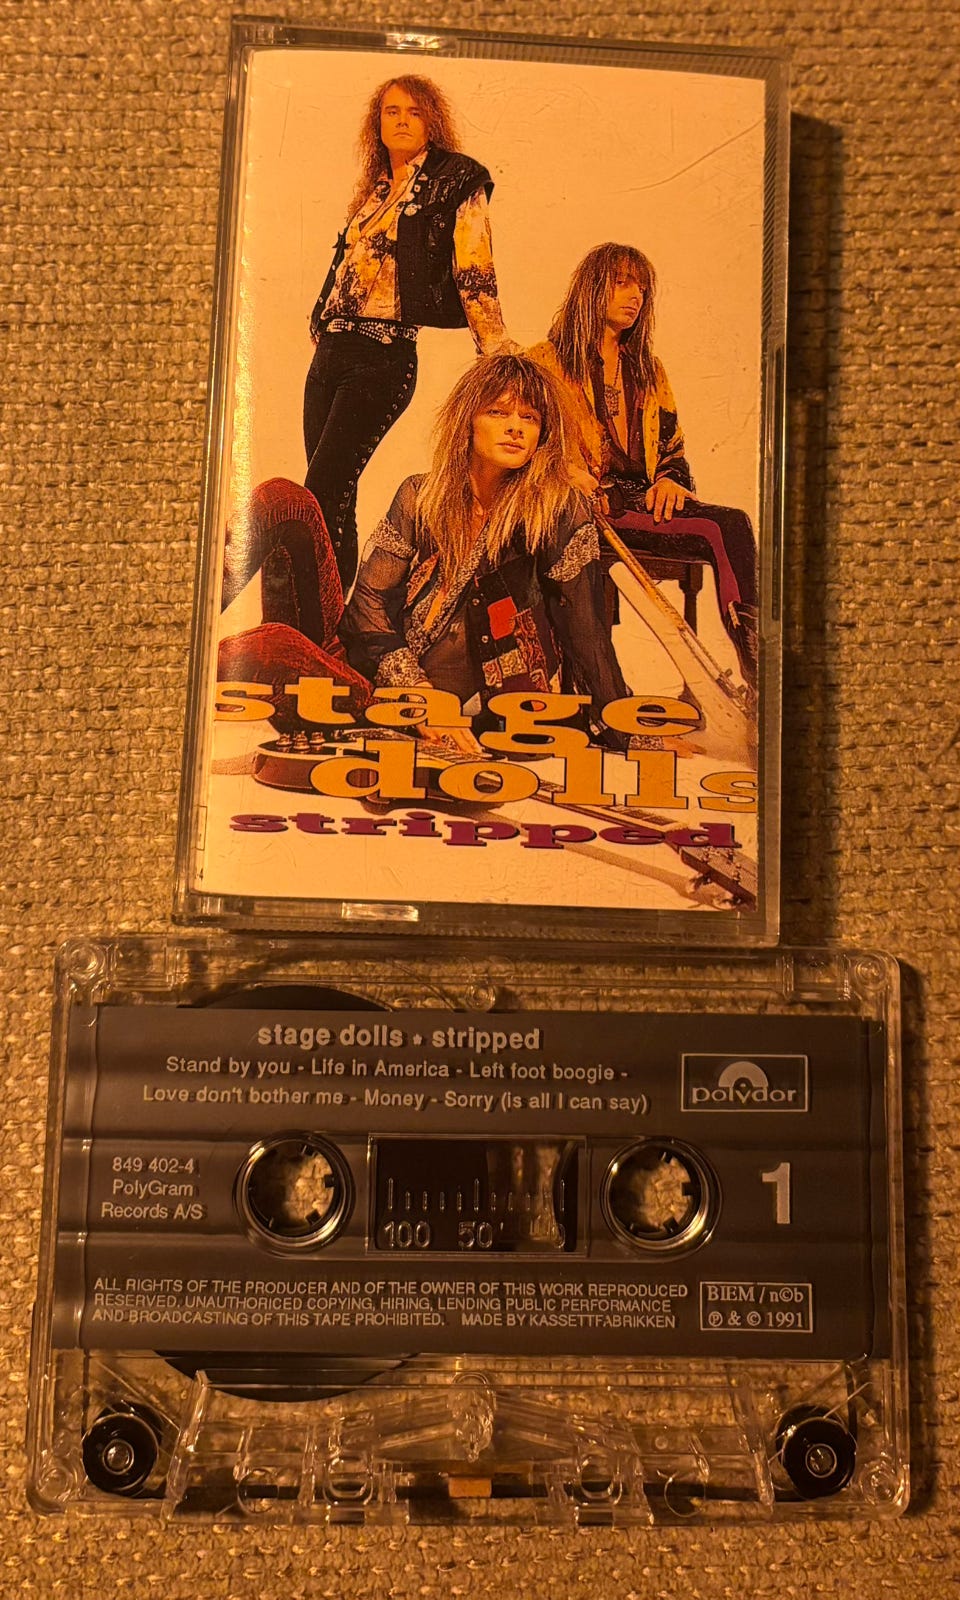 stage
dolls
stripped
stage dolls * stripped
Stand by you - Life in America - Left foot boogie -
Love don't bother me - Money - Sorry (is all I can say)
polydor
849 402-4
PolyGram
Records A/S
100 50
1
ALL RIGHTS OF THE PRODUCER AND OF THE OWNER OF THIS WORK REPRODUCED
RESERVED. UNAUTHORICED COPYING, HIRING, LENDING PUBLIC PERFORMANCE
AND BROADCASTING OF THIS TAPE PROHIBITED. MADE BY KASSETTFABRIKKEN
BIEM / n©b
℗ & © 1991